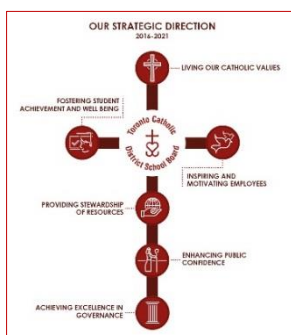 OUR STRATEGIC DIRECTION
2016-2021
LIVING OUR CATHOLIC VALUES
FOSTERING STUDENT
ACHIEVEMENT AND WELL BEING
Toronto Catholic
District School Board
INSPIRING AND
MOTIVATING EMPLOYEES
PROVIDING STEWARDSHIP
OF RESOURCES
ENHANCING PUBLIC
CONFIDENCE
ACHIEVING EXCELLENCE IN
GOVERNANCE